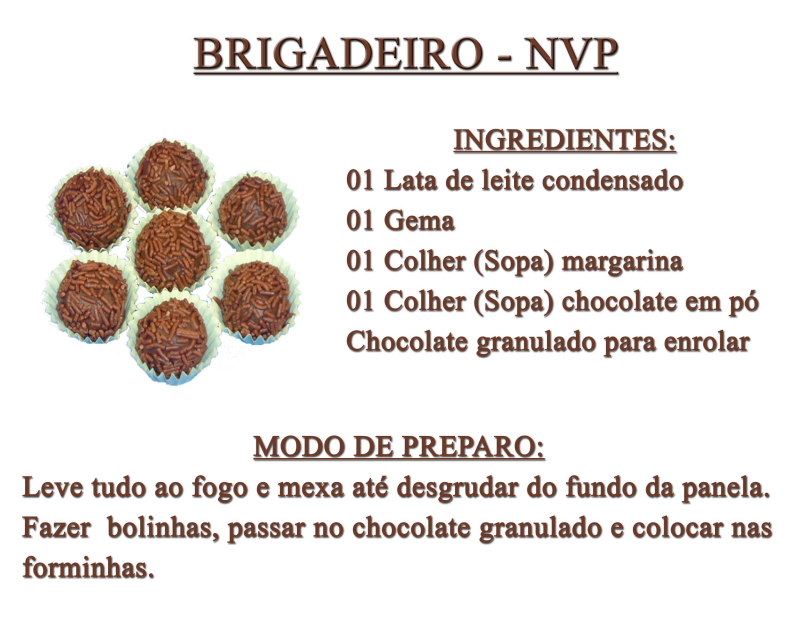 BRIGADEIRO - NVP
INGREDIENTES:
01 Lata de leite condensado
01 Gema
01 Colher (Sopa) margarina
01 Colher (Sopa) chocolate em pó
Chocolate granulado para enrolar
MODO DE PREPARO:
Leve tudo ao fogo e mexa até desgrudar do fundo da panela.
Fazer bolinhas, passar no chocolate granulado e colocar nas
forminhas.